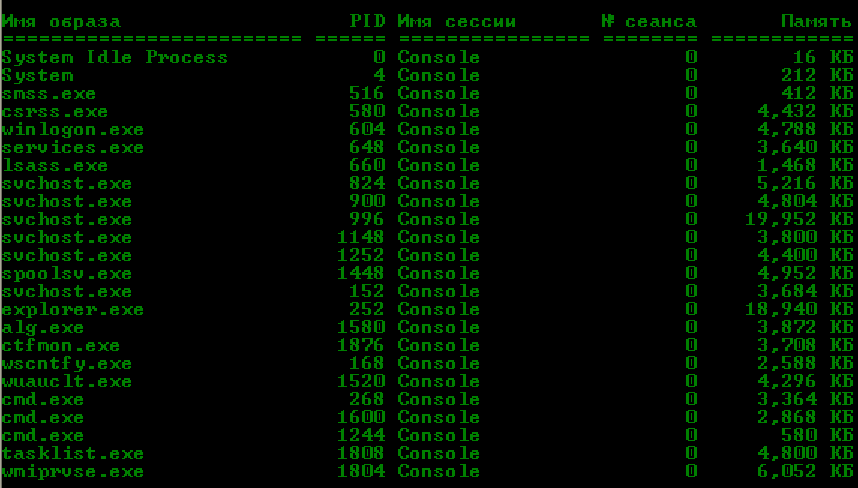 Имя образа PID Имя сессии № сеанса Память
========================= ====== ================ ======== ============
System Idle Process 0 Console 0 16 КБ
System 4 Console 0 212 КБ
smss.exe 516 Console 0 412 КБ
csrss.exe 580 Console 0 4,432 КБ
winlogon.exe 604 Console 0 4,788 КБ
services.exe 648 Console 0 3,640 КБ
lsass.exe 660 Console 0 1,468 КБ
svchost.exe 824 Console 0 5,216 КБ
svchost.exe 900 Console 0 4,804 КБ
svchost.exe 996 Console 0 19,952 КБ
svchost.exe 1148 Console 0 3,800 КБ
svchost.exe 1252 Console 0 4,400 КБ
spoolsv.exe 1448 Console 0 4,952 КБ
svchost.exe 152 Console 0 3,684 КБ
explorer.exe 252 Console 0 18,940 КБ
alg.exe 1580 Console 0 3,872 КБ
ctfmon.exe 1876 Console 0 3,708 КБ
wscntfy.exe 168 Console 0 2,588 КБ
wuauclt.exe 1520 Console 0 4,296 КБ
cmd.exe 268 Console 0 3,364 КБ
cmd.exe 1600 Console 0 2,868 КБ
cmd.exe 1244 Console 0 580 КБ
tasklist.exe 1808 Console 0 4,800 КБ
wmiprvse.exe 1804 Console 0 6,052 КБ